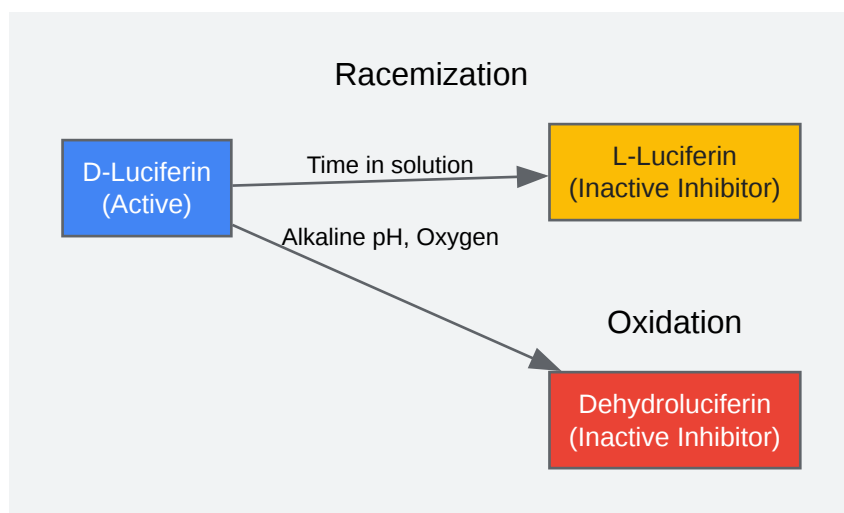 Racemization
D-Luciferin
(Active)
Time in solution
L-Luciferin
(Inactive Inhibitor)
Alkaline pH, Oxygen
Oxidation
Dehydroluciferin
(Inactive Inhibitor)